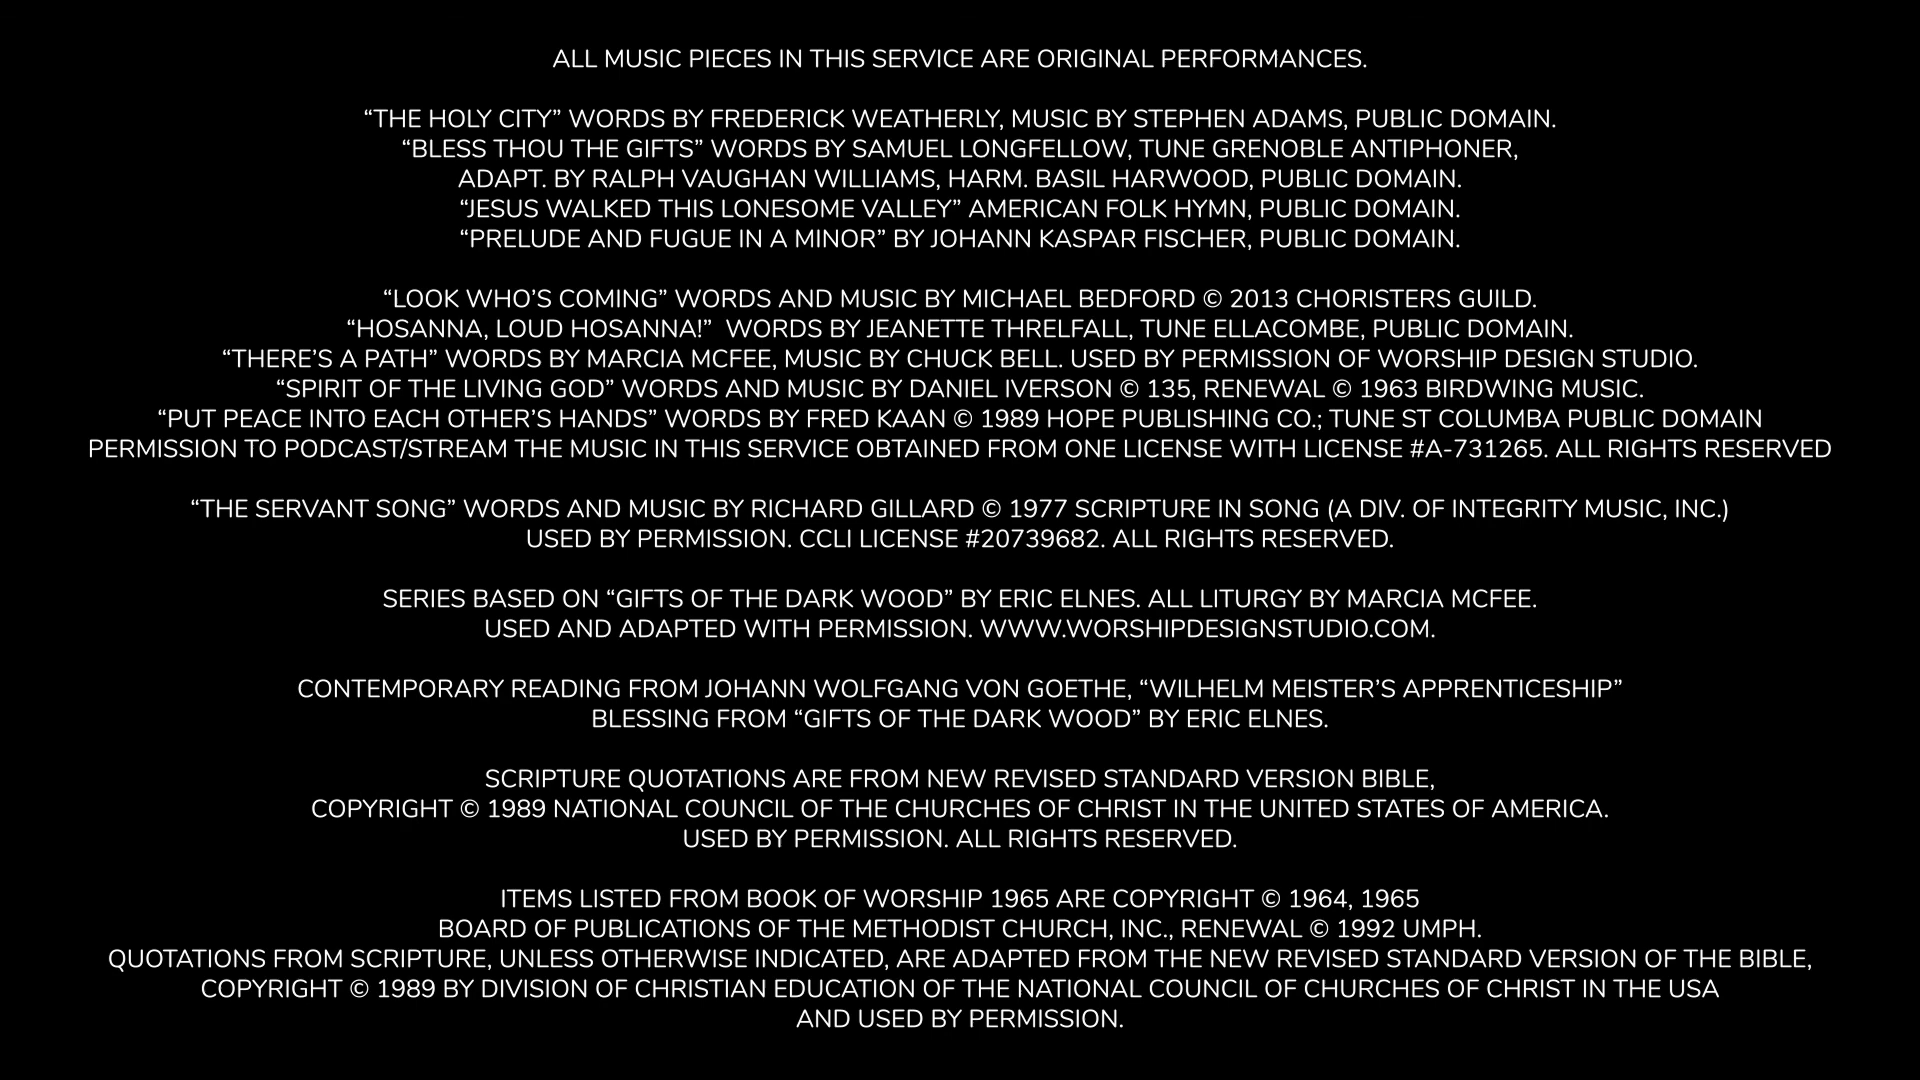 ALL MUSIC PIECES IN THIS SERVICE ARE ORIGINAL PERFORMANCES.
“THE HOLY CITY” WORDS BY FREDERICK WEATHERLY, MUSIC BY STEPHEN ADAMS, PUBLIC DOMAIN.
“BLESS THOU THE GIFTS” WORDS BY SAMUEL LONGFELLOW, TUNE GRENOBLE ANTIPHONER,
ADAPT. BY RALPH VAUGHAN WILLIAMS, HARM. BASIL HARWOOD, PUBLIC DOMAIN.
“JESUS WALKED THIS LONESOME VALLEY” AMERICAN FOLK HYMN, PUBLIC DOMAIN.
“PRELUDE AND FUGUE IN A MINOR” BY JOHANN KASPAR FISCHER, PUBLIC DOMAIN.
“LOOK WHO’S COMING” WORDS AND MUSIC BY MICHAEL BEDFORD © 2013 CHORISTERS GUILD.
“HOSANNA, LOUD HOSANNA!”  WORDS BY JEANETTE THRELFALL, TUNE ELLACOMBE, PUBLIC DOMAIN.
“THERE’S A PATH” WORDS BY MARCIA MCFEE, MUSIC BY CHUCK BELL. USED BY PERMISSION OF WORSHIP DESIGN STUDIO.
“SPIRIT OF THE LIVING GOD” WORDS AND MUSIC BY DANIEL IVERSON © 135, RENEWAL © 1963 BIRDWING MUSIC.
“PUT PEACE INTO EACH OTHER’S HANDS” WORDS BY FRED KAAN © 1989 HOPE PUBLISHING CO.; TUNE ST COLUMBA PUBLIC DOMAIN
PERMISSION TO PODCAST/STREAM THE MUSIC IN THIS SERVICE OBTAINED FROM ONE LICENSE WITH LICENSE #A-731265. ALL RIGHTS RESERVED
“THE SERVANT SONG” WORDS AND MUSIC BY RICHARD GILLARD © 1977 SCRIPTURE IN SONG (A DIV. OF INTEGRITY MUSIC, INC.)
USED BY PERMISSION. CCLI LICENSE #20739682. ALL RIGHTS RESERVED.
SERIES BASED ON “GIFTS OF THE DARK WOOD” BY ERIC ELNES. ALL LITURGY BY MARCIA MCFEE.
USED AND ADAPTED WITH PERMISSION. WWW.WORSHIPDESIGNSTUDIO.COM.
CONTEMPORARY READING FROM JOHANN WOLFGANG VON GOETHE, “WILHELM MEISTER’S APPRENTICESHIP”
BLESSING FROM “GIFTS OF THE DARK WOOD” BY ERIC ELNES.
SCRIPTURE QUOTATIONS ARE FROM NEW REVISED STANDARD VERSION BIBLE,
COPYRIGHT © 1989 NATIONAL COUNCIL OF THE CHURCHES OF CHRIST IN THE UNITED STATES OF AMERICA.
USED BY PERMISSION. ALL RIGHTS RESERVED.
ITEMS LISTED FROM BOOK OF WORSHIP 1965 ARE COPYRIGHT © 1964, 1965
BOARD OF PUBLICATIONS OF THE METHODIST CHURCH, INC., RENEWAL © 1992 UMPH.
QUOTATIONS FROM SCRIPTURE, UNLESS OTHERWISE INDICATED, ARE ADAPTED FROM THE NEW REVISED STANDARD VERSION OF THE BIBLE,
COPYRIGHT © 1989 BY DIVISION OF CHRISTIAN EDUCATION OF THE NATIONAL COUNCIL OF CHURCHES OF CHRIST IN THE USA
AND USED BY PERMISSION.